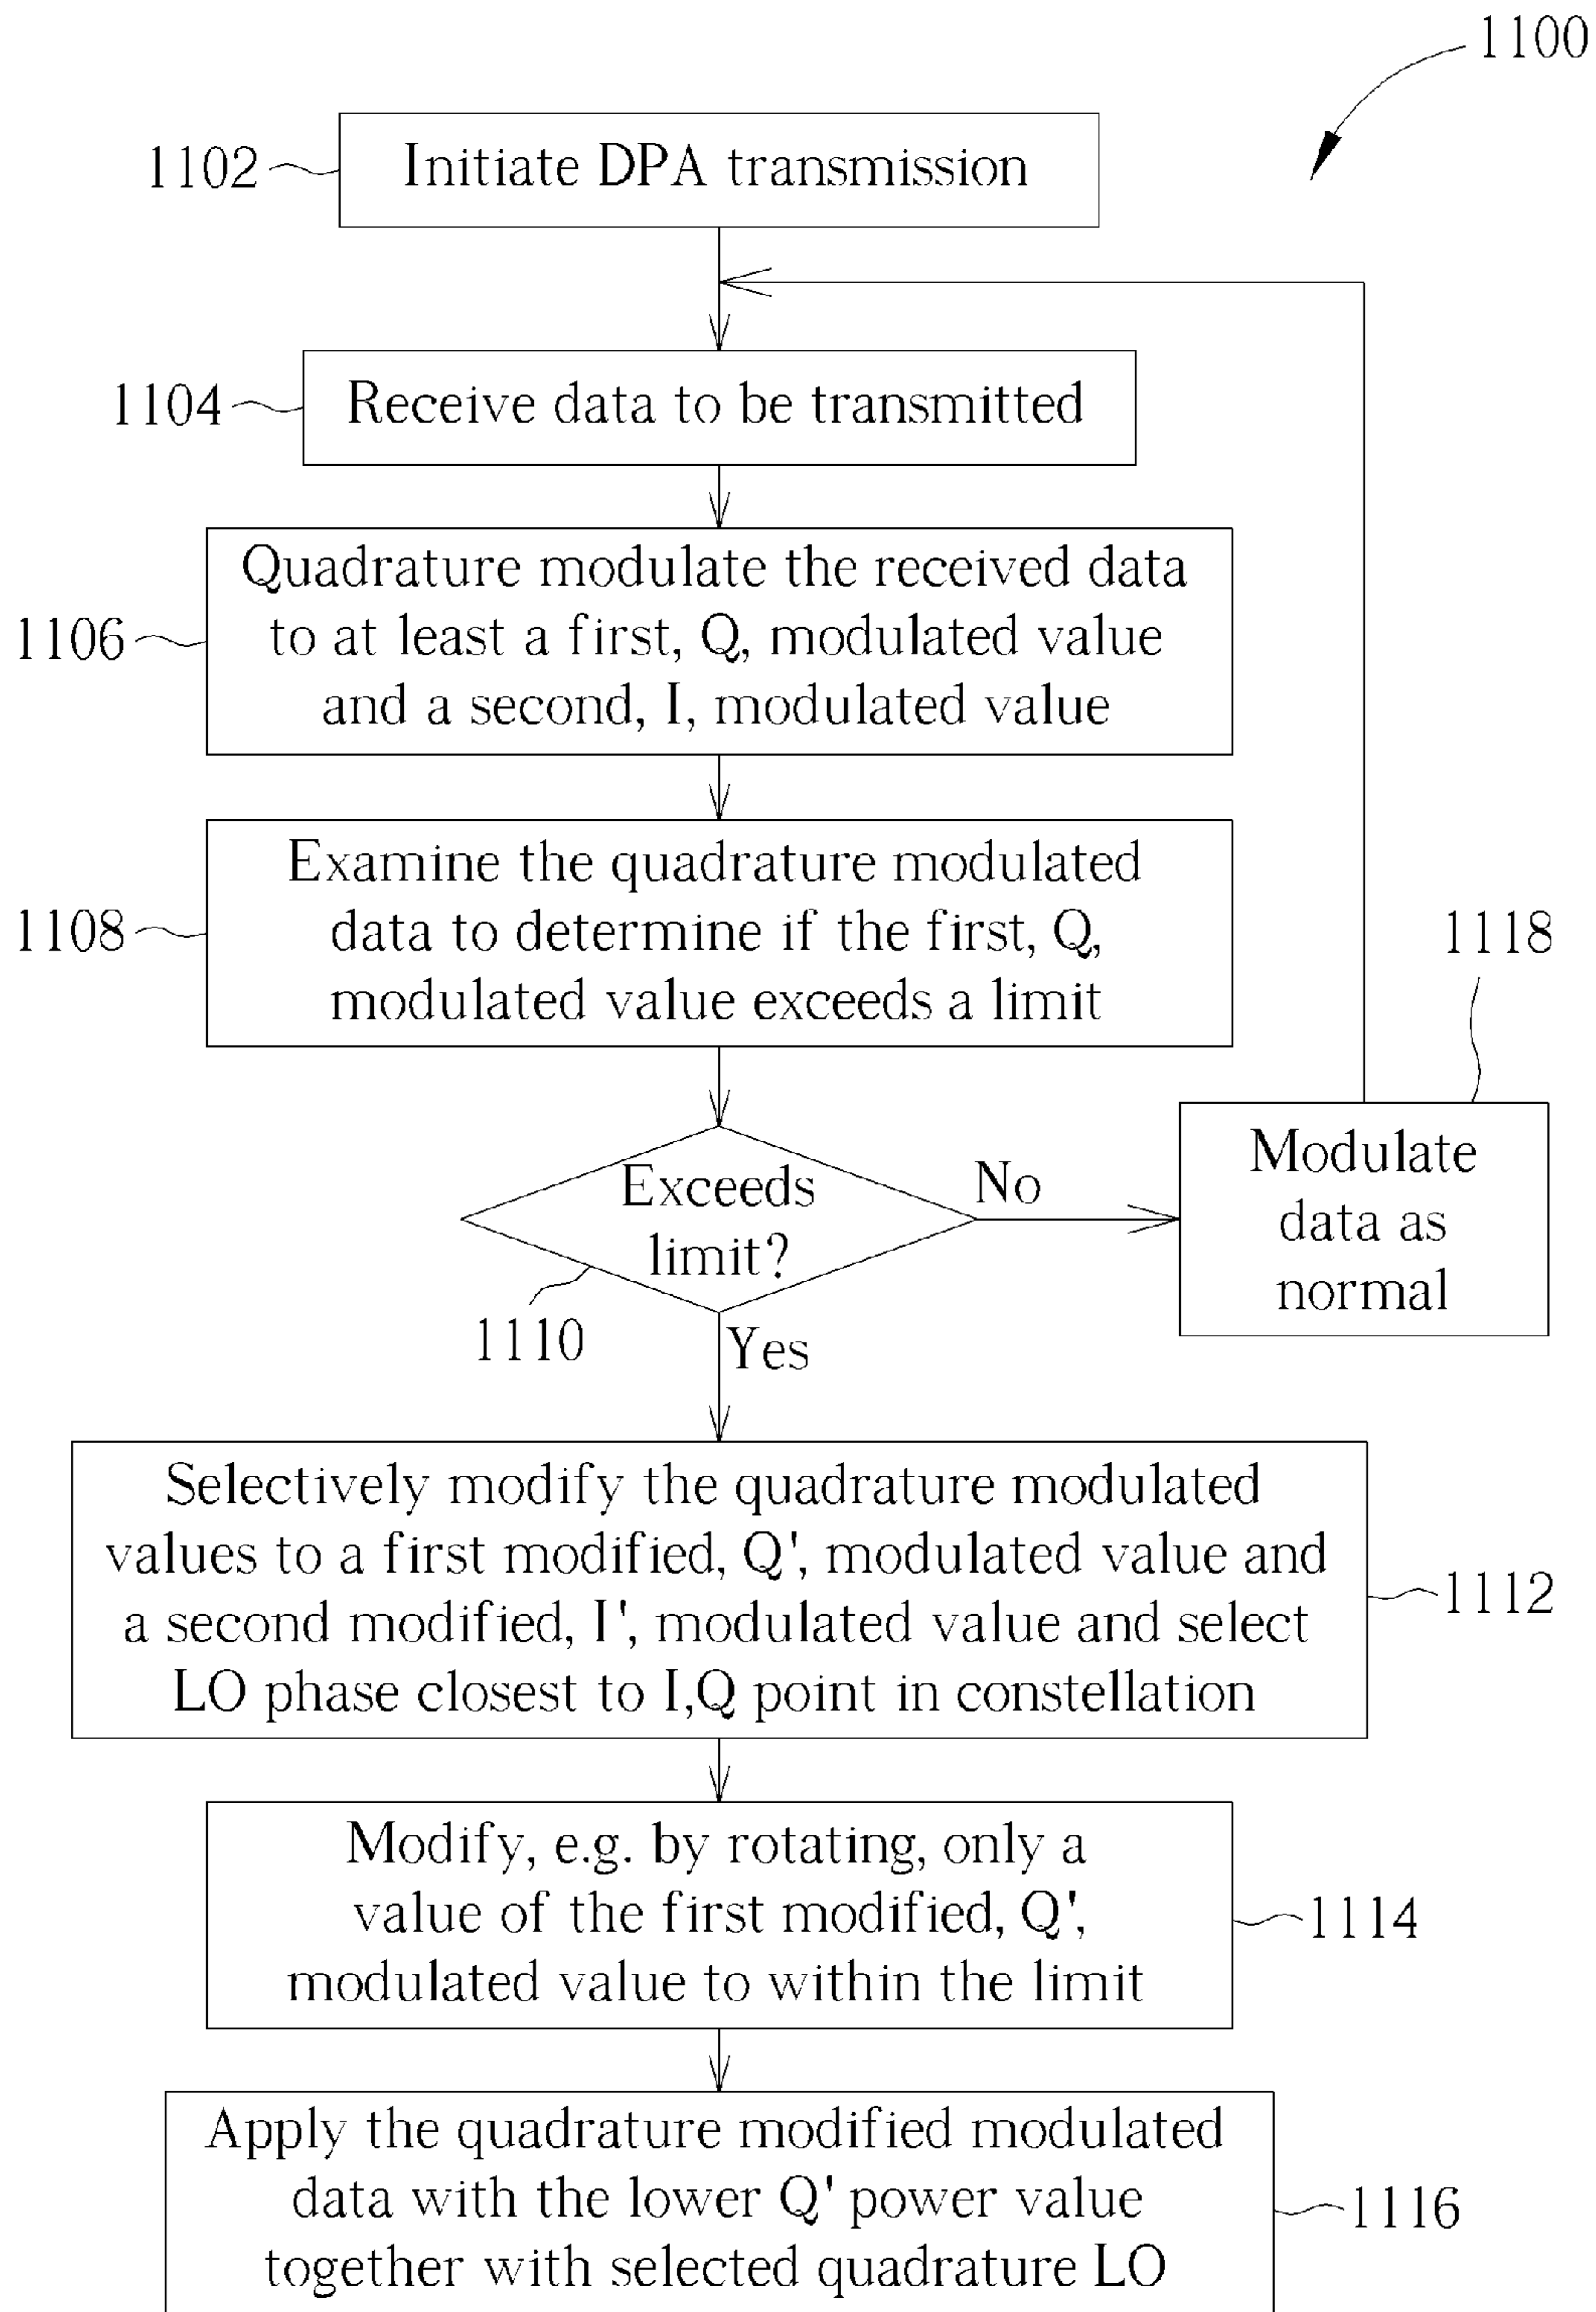 1100
1102
Initiate DPA transmission
1104
Receive data to be transmitted
1106
Quadrature modulate the received data
to at least a first, Q, modulated value
and a second, I, modulated value
1108
Examine the quadrature modulated
data to determine if the first, Q,
modulated value exceeds a limit
1118
Exceeds
limit?
No
Modulate
data as
normal
1110
Yes
Selectively modify the quadrature modulated
values to a first modified, Q', modulated value and
a second modified, I', modulated value and select
LO phase closest to I,Q point in constellation
1112
Modify, e.g. by rotating, only a
value of the first modified, Q',
modulated value to within the limit
1114
Apply the quadrature modified modulated
data with the lower Q' power value
together with selected quadrature LO
1116